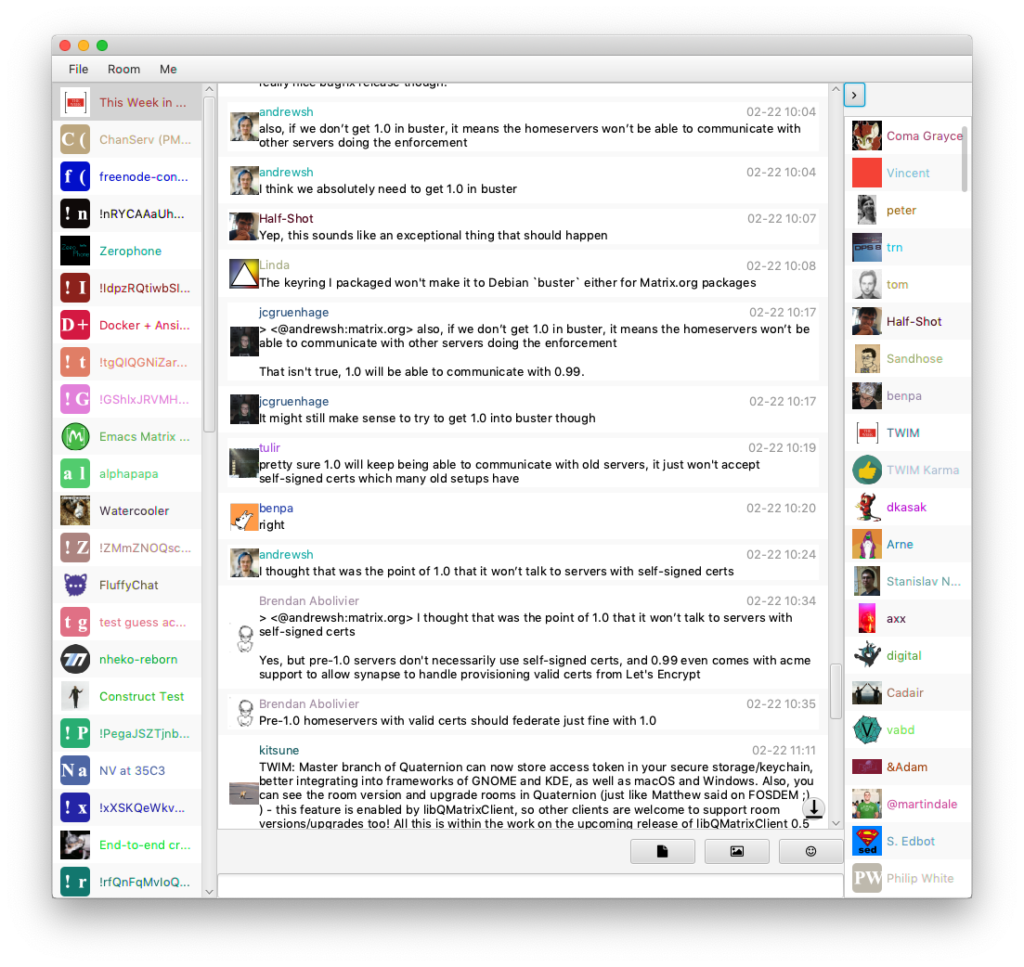 File Room Me
This Week in ...
ChanServ (PM...
freenode-con...
!nRYCAAaUh...
Zerophone
!IdpzRQtiwbSI...
Docker + Ansi...
!tgQIQGNiZar...
!GShlxJRVMH...
Emacs Matrix ...
alphapapa
Watercooler
!ZMmZNOQsc...
FluffyChat
test guess ac...
nheko-reborn
Construct Test
!PegaJSZTjnb...
NV at 35C3
!xXSKQeWkv...
End-to-end cr...
!rfQnFqMvIoQ...
C (
f (
! n
! I
D+
! t
! G
a l
! Z
t g
! P
N a
! x
! r
really nice bugfix release though.
andrewsh 02-22 10:04
also, if we don’t get 1.0 in buster, it means the homeservers won’t be able to communicate with
other servers doing the enforcement
andrewsh 02-22 10:04
I think we absolutely need to get 1.0 in buster
Half-Shot 02-22 10:07
Yep, this sounds like an exceptional thing that should happen
Linda 02-22 10:08
The keyring I packaged won't make it to Debian `buster` either for Matrix.org packages
jcgruenhage 02-22 10:17
> <@andrewsh:matrix.org> also, if we don’t get 1.0 in buster, it means the homeservers won’t be
able to communicate with other servers doing the enforcement
That isn't true, 1.0 will be able to communicate with 0.99.
jcgruenhage 02-22 10:17
It might still make sense to try to get 1.0 into buster though
tulir 02-22 10:19
pretty sure 1.0 will keep being able to communicate with old servers, it just won't accept
self-signed certs which many old setups have
benpa 02-22 10:20
right
andrewsh 02-22 10:24
I thought that was the point of 1.0 that it won’t talk to servers with self-signed certs
Brendan Abolivier 02-22 10:34
> <@andrewsh:matrix.org> I thought that was the point of 1.0 that it won’t talk to servers with
self-signed certs
Yes, but pre-1.0 servers don't necessarily use self-signed certs, and 0.99 even comes with acme
support to allow synapse to handle provisioning valid certs from Let's Encrypt
Brendan Abolivier 02-22 10:35
Pre-1.0 homeservers with valid certs should federate just fine with 1.0
kitsune 02-22 11:11
TWIM: Master branch of Quaternion can now store access token in your secure storage/keychain,
better integrating into frameworks of GNOME and KDE, as well as macOS and Windows. Also, you
can see the room version and upgrade rooms in Quaternion (just like Matthew said on FOSDEM ;)
) - this feature is enabled by libQMatrixClient, so other clients are welcome to support room
versions/upgrades too! All this is within the work on the upcoming release of libQMatrixClient 0.5
Coma Grayce
Vincent
peter
trn
tom
Half-Shot
Sandhose
benpa
TWIM
TWIM Karma
dkasak
Arne
Stanislav N...
axx
digital
Cadair
vabd
&Adam
@martindale
S. Edbot
sed
Philip White
PW